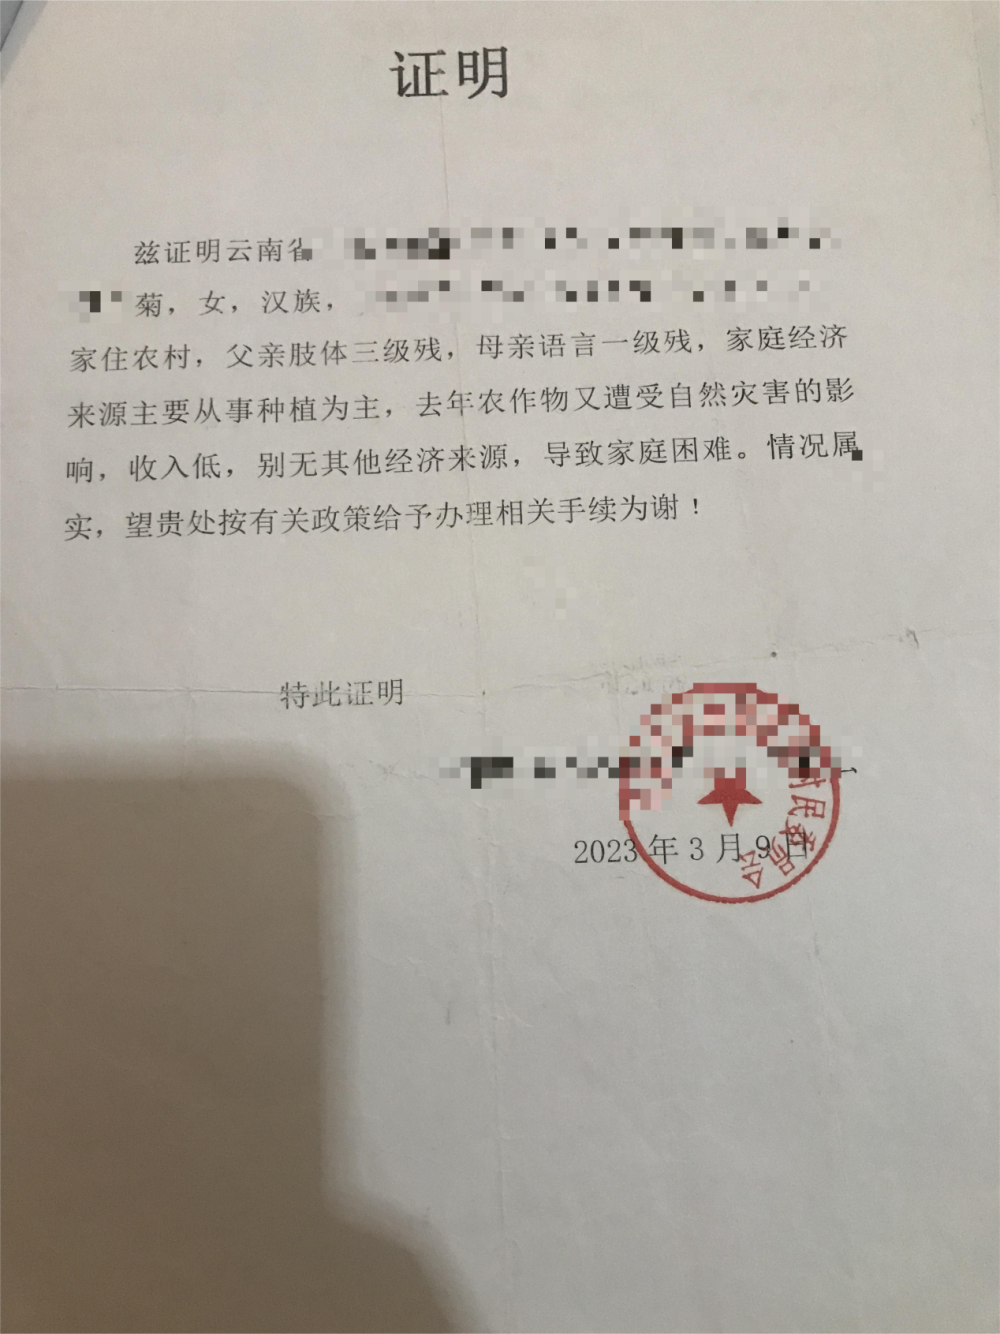 证明
兹证明云南省
菊，女，汉族，
家住农村，父亲肢体三级残，母亲语言一级残，家庭经济
来源主要从事种植为主，去年农作物又遭受自然灾害的影
响，收入低，别无其他经济来源，导致家庭困难。情况属
实，望贵处按有关政策给予办理相关手续为谢！
特此证明
村民委员会
2023年3月9日